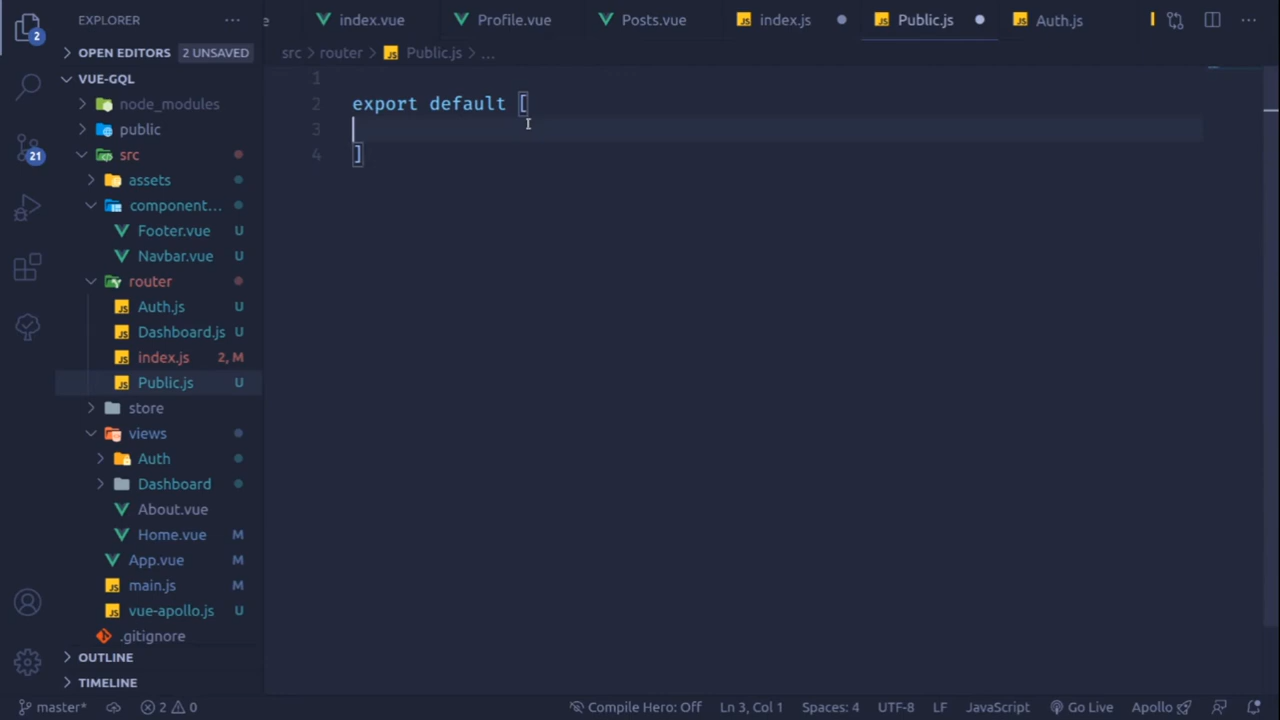 EXPLORER
e
index.vue
Profile.vue
Posts.vue
index.js
Public.js
Auth.js
2
OPEN EDITORS 2 UNSAVED
src > router > Public.js > ...
VUE-GQL
node_modules
public
21
src
assets
component...
Footer.vue U
Navbar.vue U
router
Auth.js U
Dashboard.js U
index.js 2, M
Public.js U
store
views
Auth
Dashboard
About.vue
Home.vue M
App.vue M
main.js M
vue-apollo.js U
.gitignore
OUTLINE
TIMELINE
1
2 export default [
3
4 ]
master* 2 0 Compile Hero: Off Ln 3, Col 1 Spaces: 4 UTF-8 LF JavaScript Go Live Apollo